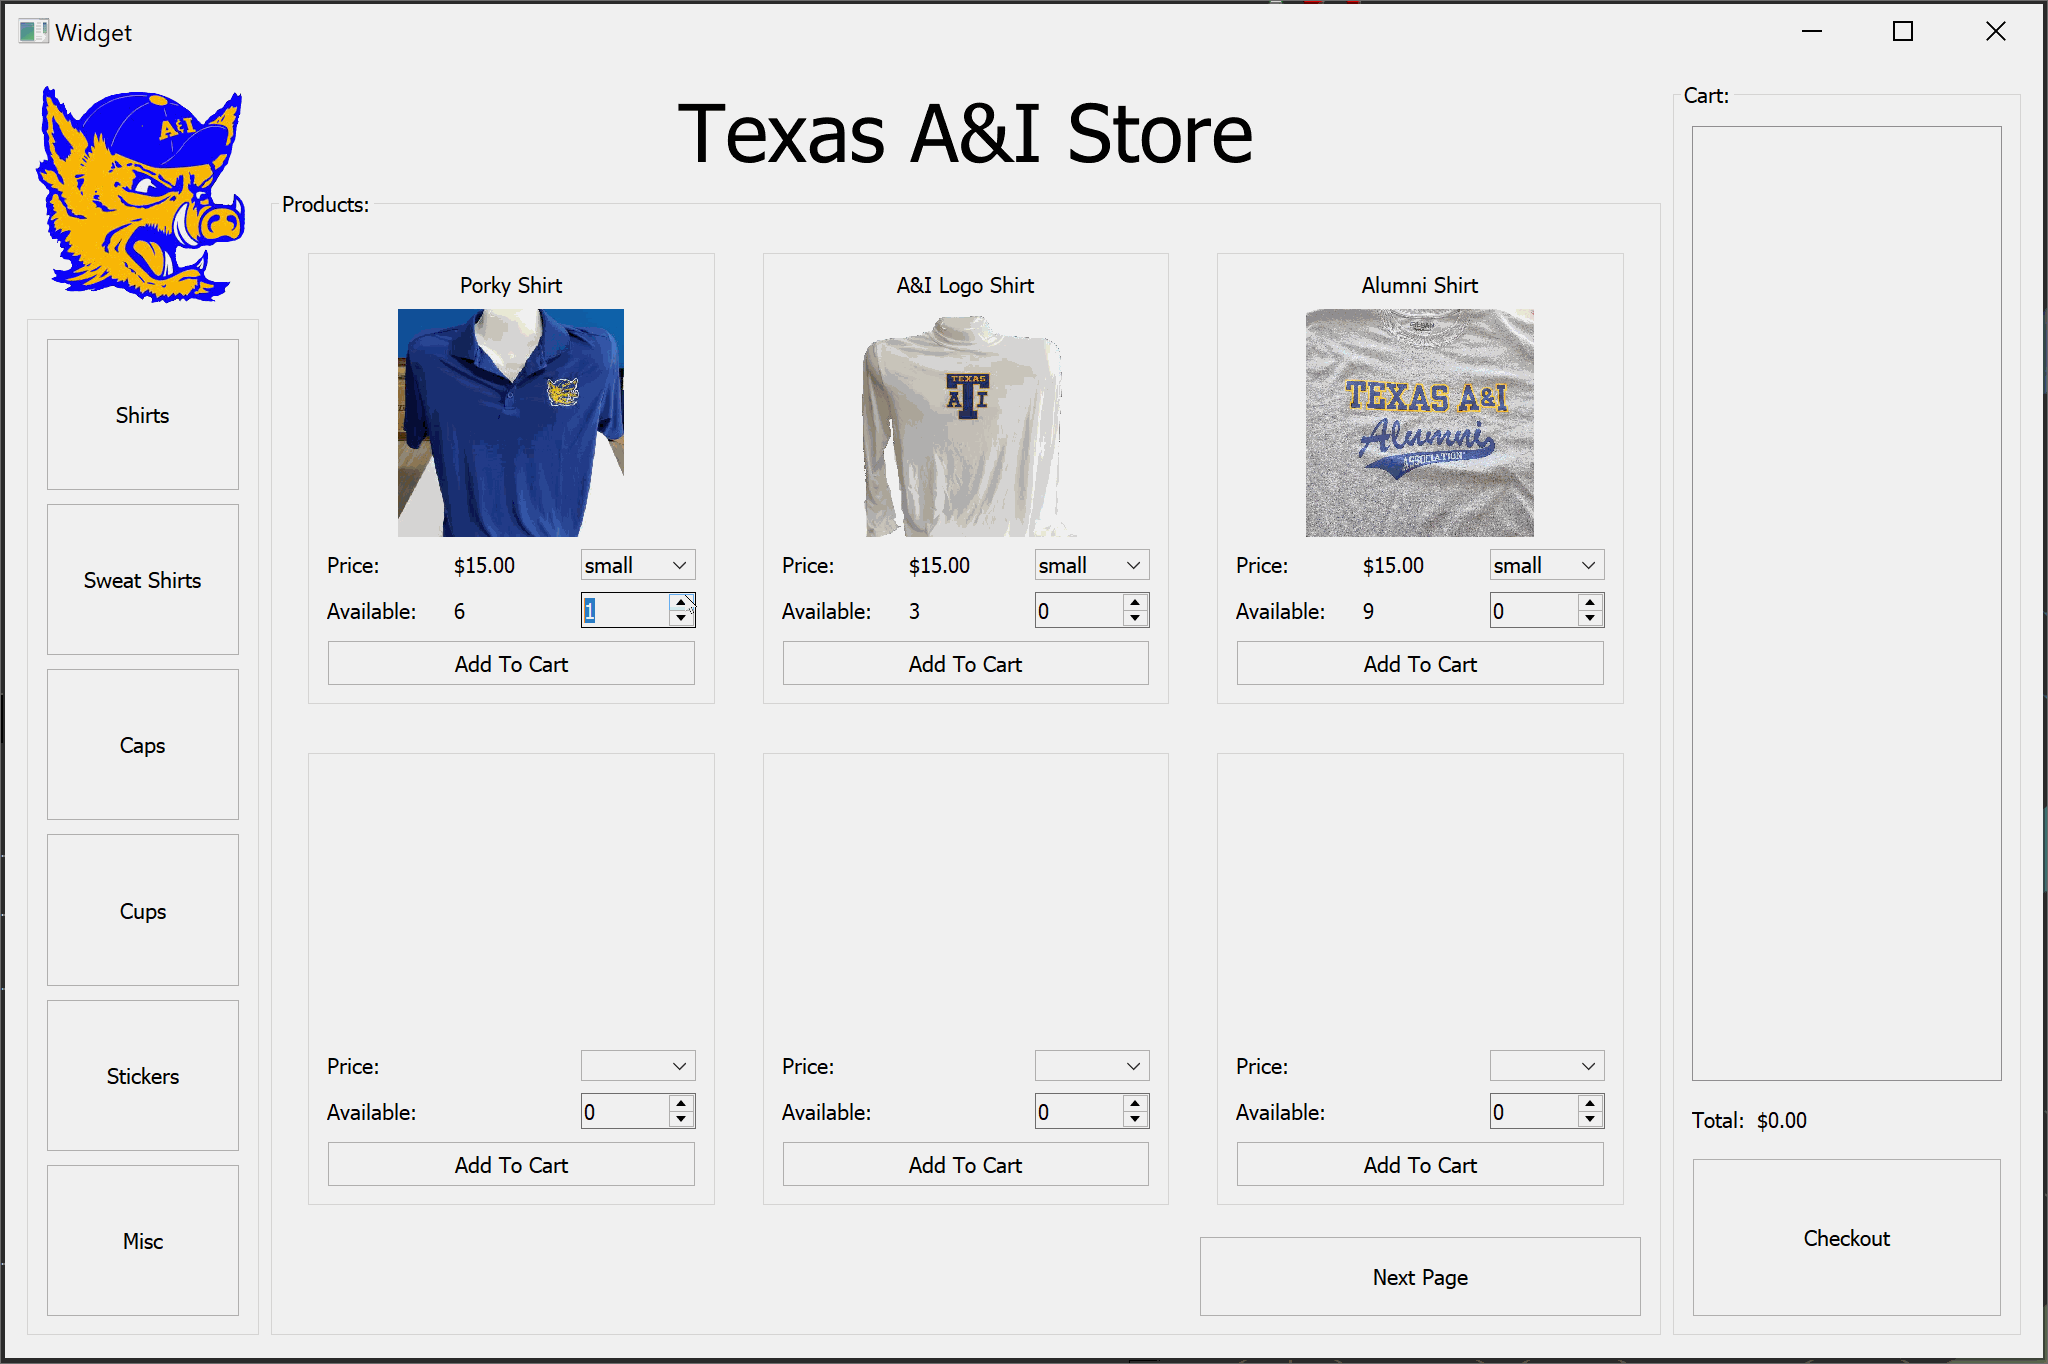 Widget
A&I
Texas A&I Store
Cart:
Products:
Porky Shirt
A&I Logo Shirt
Alumni Shirt
TEXAS
A I
TEXAS A&I
Alumni
ASSOCIATION
Price: $15.00 small
Available: 6 1
Add To Cart
Price: $15.00 small
Available: 3 0
Add To Cart
Price: $15.00 small
Available: 9 0
Add To Cart
Shirts
Sweat Shirts
Caps
Cups
Stickers
Misc
Price:
Available: 0
Add To Cart
Price:
Available: 0
Add To Cart
Price:
Available: 0
Add To Cart
Next Page
Total: $0.00
Checkout